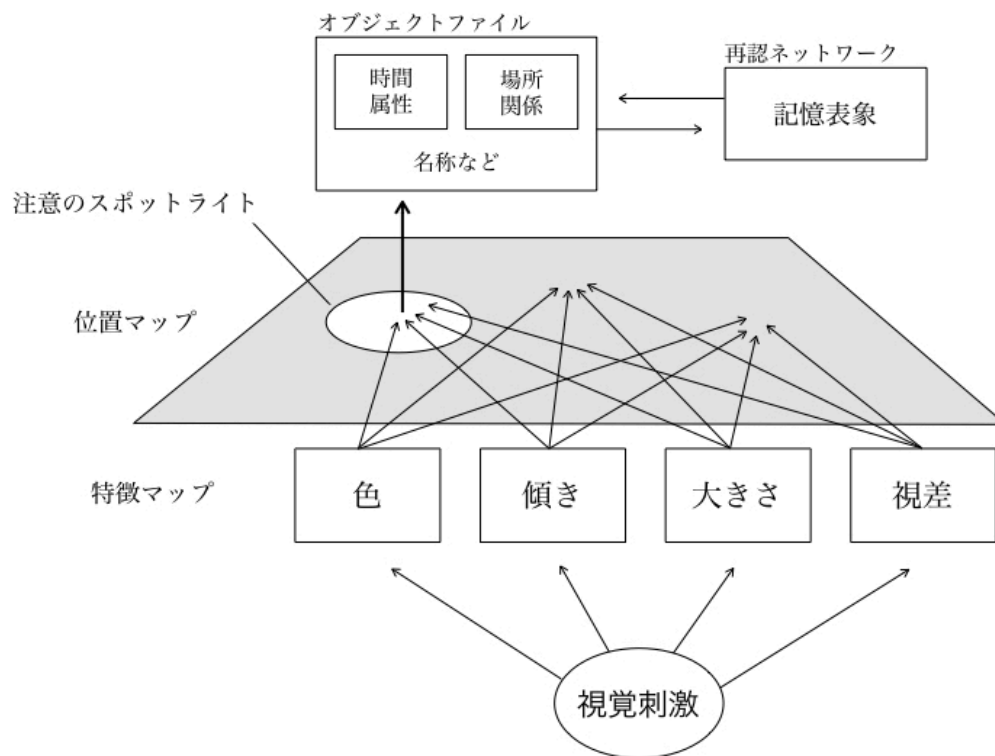 オブジェクトファイル
時間
属性
場所
関係
名称など
再認ネットワーク
記憶表象
注意のスポットライト
位置マップ
特徴マップ
色
傾き
大きさ
視差
視覚刺激